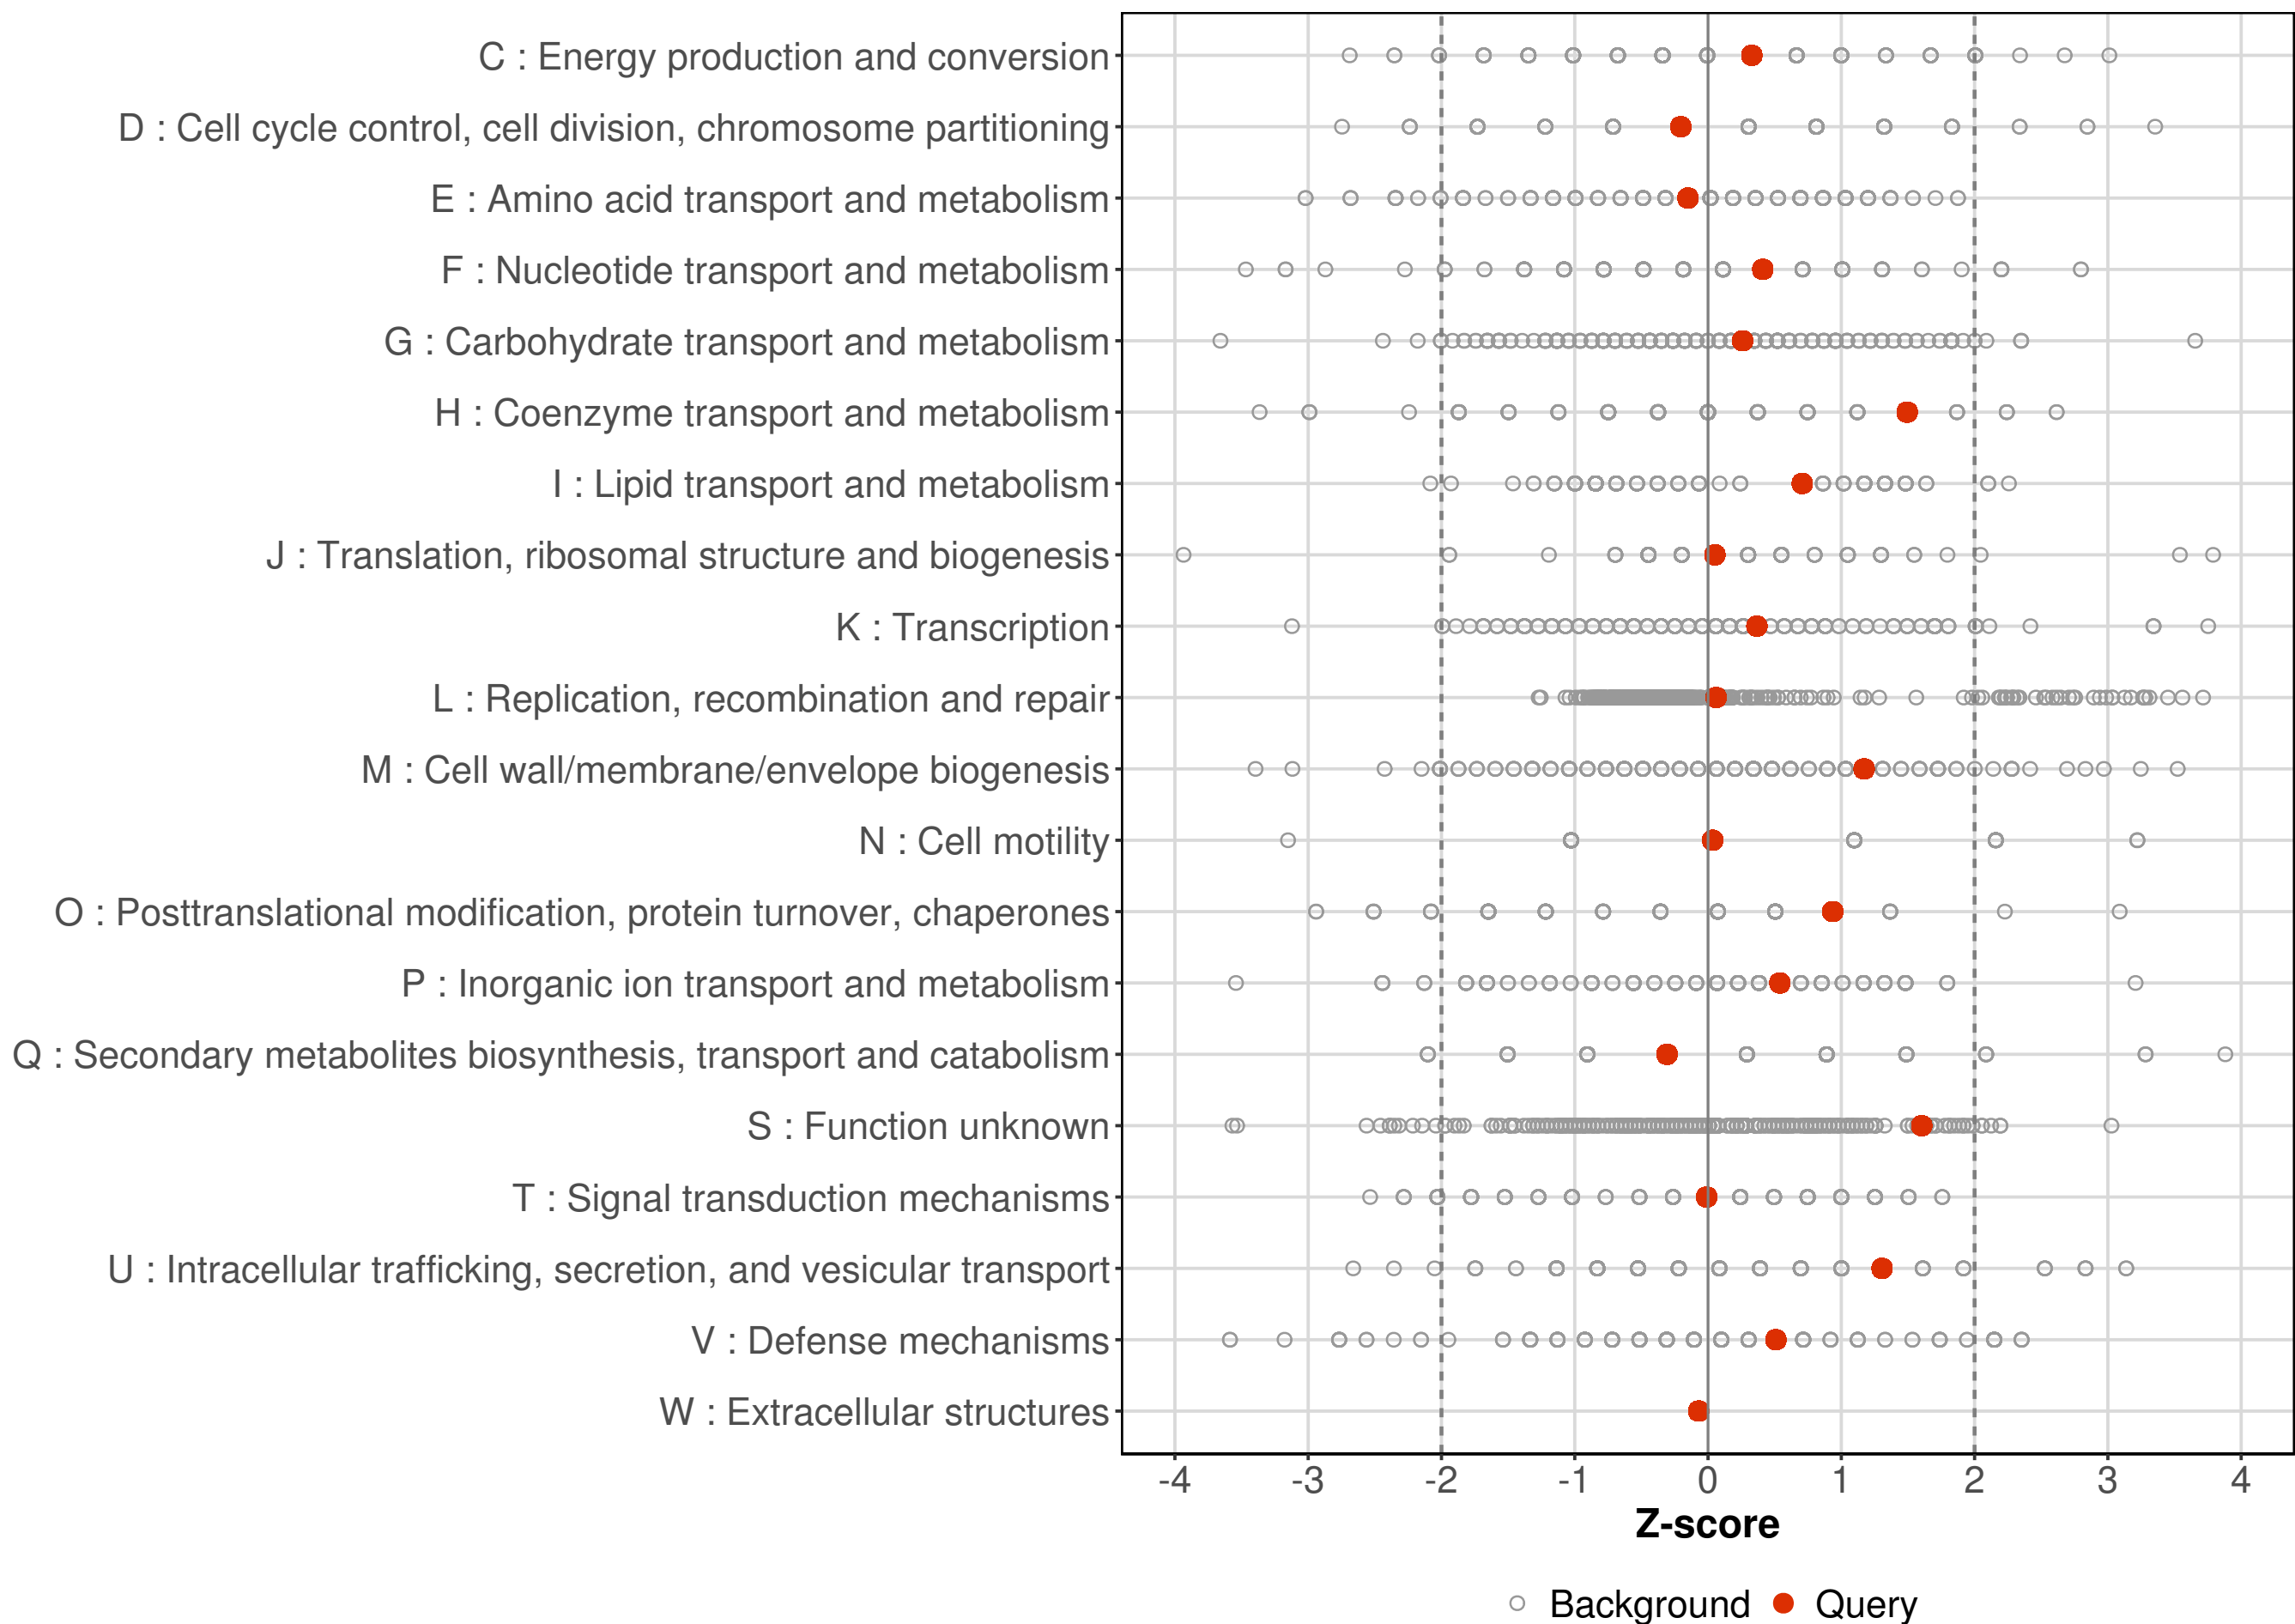 C : Energy production and conversion
D : Cell cycle control, cell division, chromosome partitioning
E : Amino acid transport and metabolism
F : Nucleotide transport and metabolism
G : Carbohydrate transport and metabolism
H : Coenzyme transport and metabolism
I : Lipid transport and metabolism
J : Translation, ribosomal structure and biogenesis
K : Transcription
L : Replication, recombination and repair
M : Cell wall/membrane/envelope biogenesis
N : Cell motility
O : Posttranslational modification, protein turnover, chaperones
P : Inorganic ion transport and metabolism
Q : Secondary metabolites biosynthesis, transport and catabolism
S : Function unknown
T : Signal transduction mechanisms
U : Intracellular trafficking, secretion, and vesicular transport
V : Defense mechanisms
W : Extracellular structures
-4 -3 -2 -1 0 1 2 3 4
Z-score
Background Query